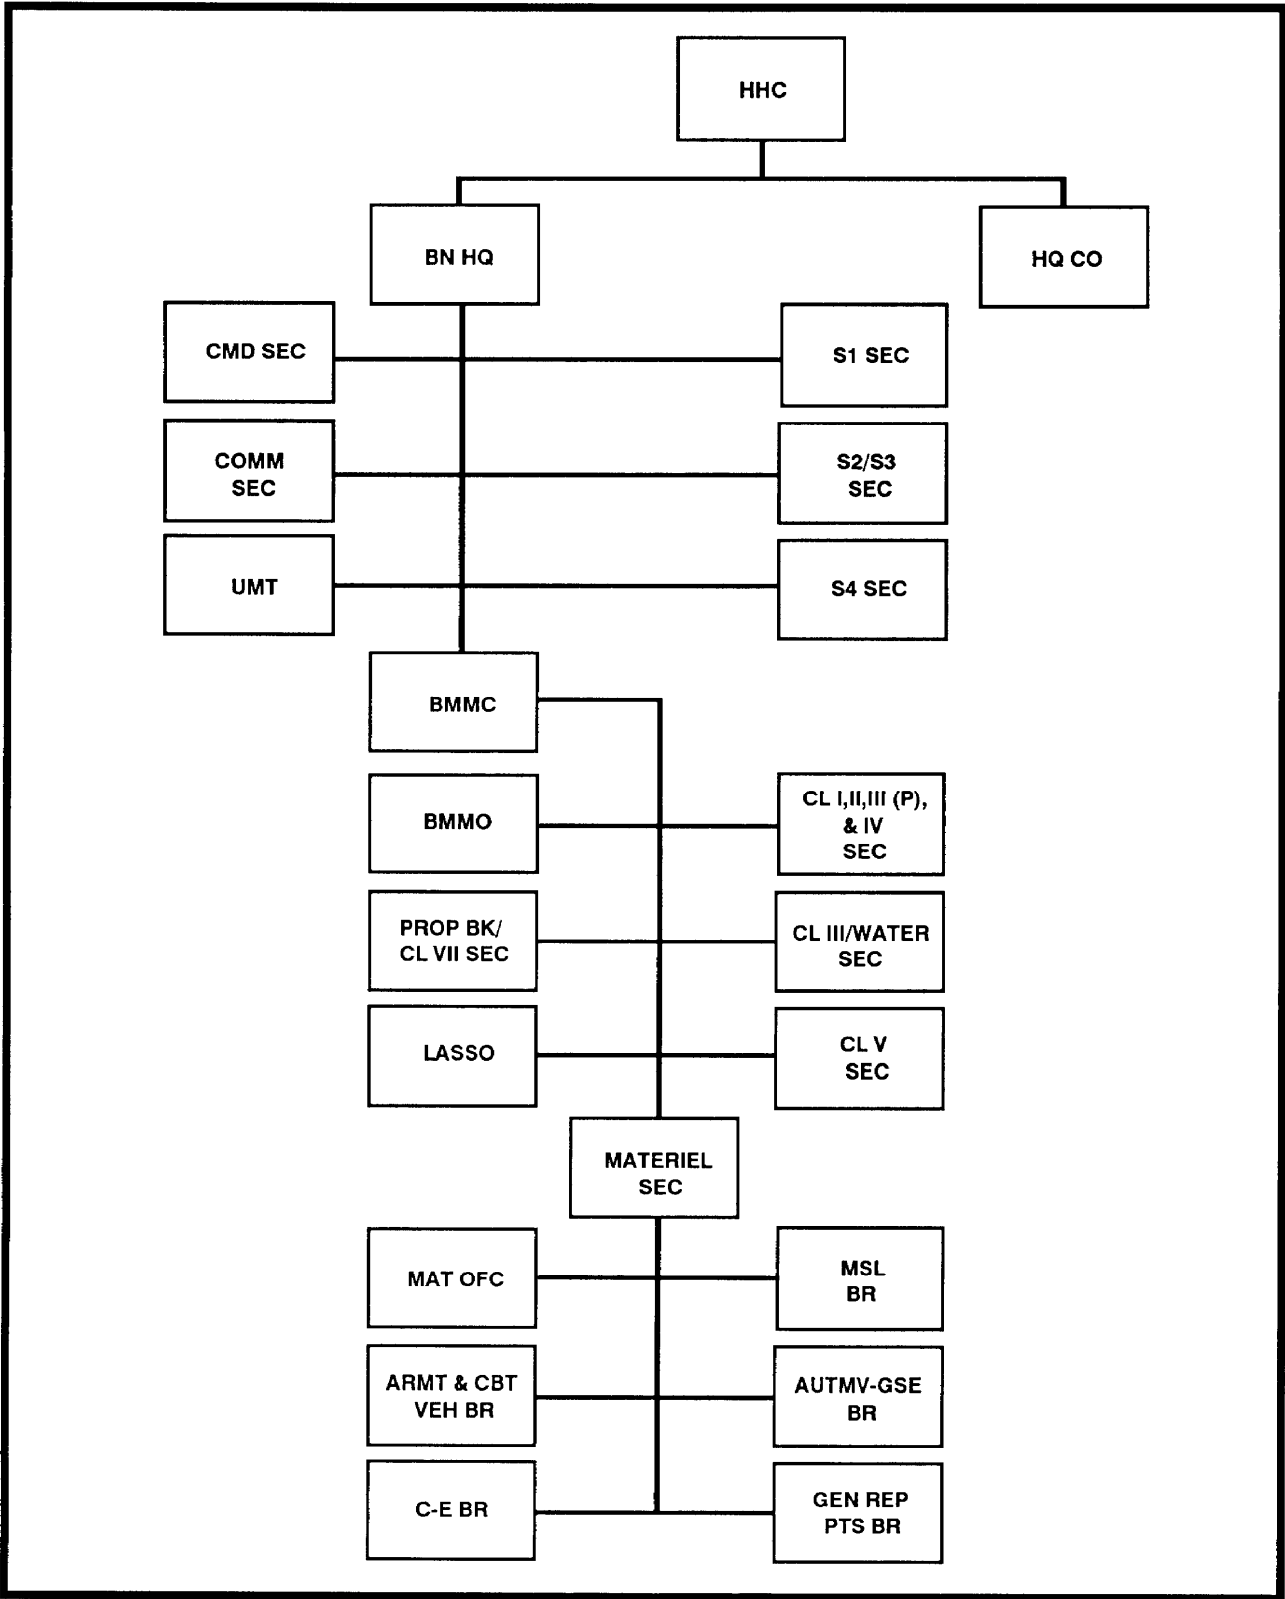 HHC
BN HQ
HQ CO
CMD SEC
S1 SEC
COMM
SEC
S2/S3
SEC
UMT
S4 SEC
BMMC
BMMO
CL I,II,III (P),
& IV
SEC
PROP BK/
CL VII SEC
CL III/WATER
SEC
LASSO
CL V
SEC
MATERIEL
SEC
MAT OFC
MSL
BR
ARMT & CBT
VEH BR
AUTMV-GSE
BR
C-E BR
GEN REP
PTS BR